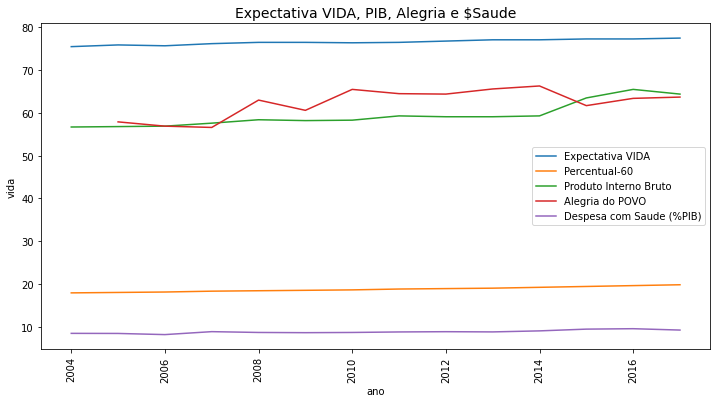 Expectativa VIDA, PIB, Alegria e $Saude
80
70
60
50
40
30
20
10
vida
Expectativa VIDA
Percentual-60
Produto Interno Bruto
Alegria do POVO
Despesa com Saude (%PIB)
2004
2006
2008
2010
2012
2014
2016
ano